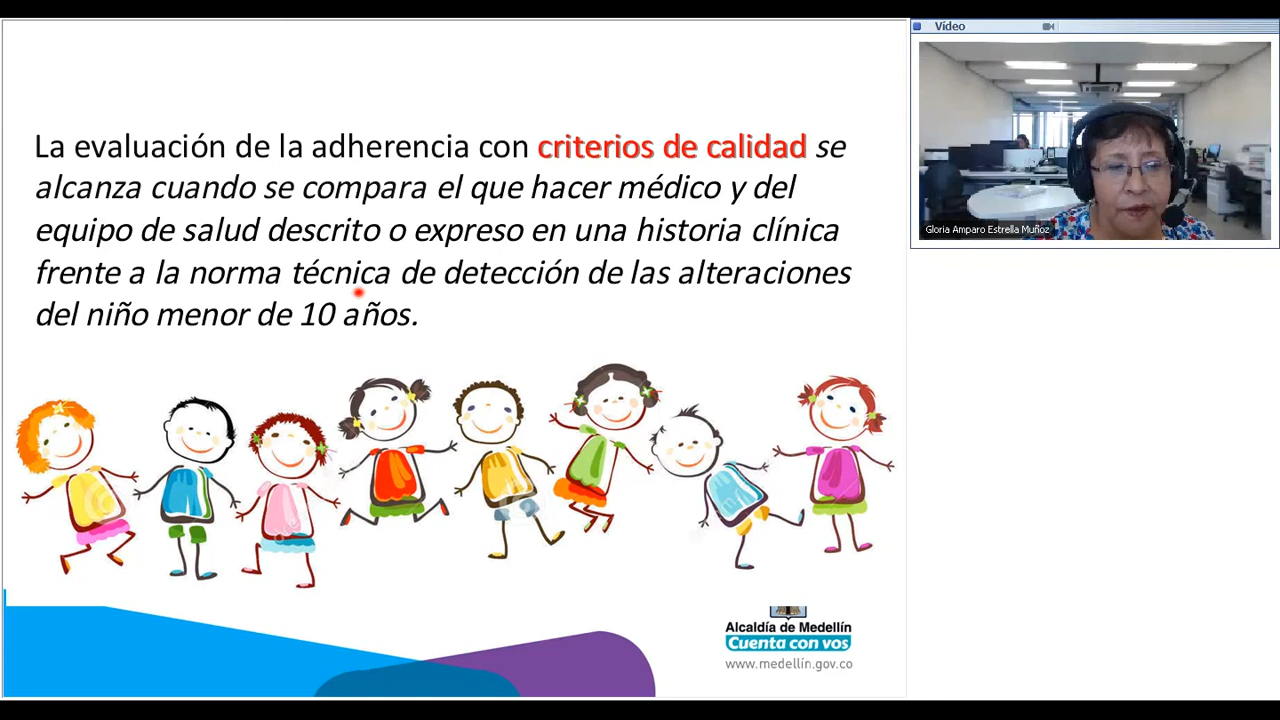 La evaluación de la adherencia con criterios de calidad se
alcanza cuando se compara el que hacer médico y del
equipo de salud descrito o expreso en una historia clínica
frente a la norma técnica de detección de las alteraciones
del niño menor de 10 años.
Alcaldía de Medellín
Cuenta con vos
www.medellín.gov.co
Vídeo
Gloria Amparo Estrella Muñoz